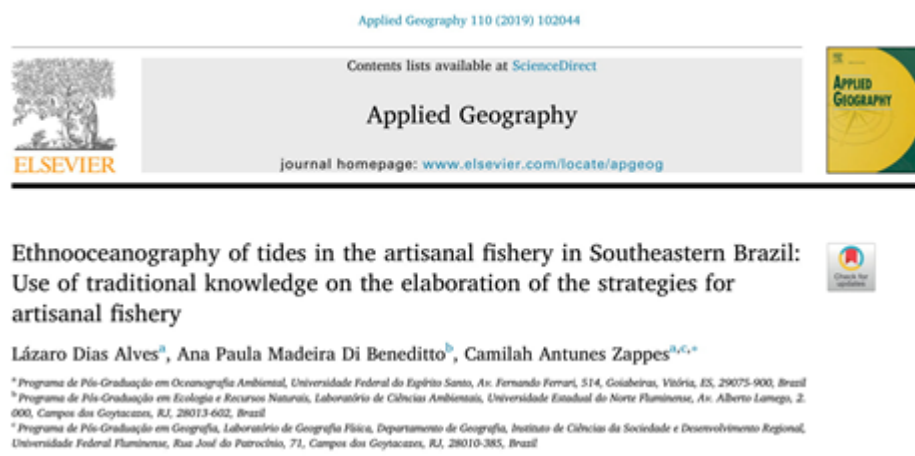 Applied Geography 110 (2019) 102044
Contents lists available at ScienceDirect
Applied Geography
journal homepage: www.elsevier.com/locate/apgeog
ELSEVIER
APPLIED
GEOGRAPHY
Ethnooceanography of tides in the artisanal fishery in Southeastern Brazil:
Use of traditional knowledge on the elaboration of the strategies for
artisanal fishery
Check for
updates
Lázaro Dias Alvesᵃ, Ana Paula Madeira Di Benedittoᵇ, Camilah Antunes Zappesᵃ,ᶜ,*
ᵃ Programa de Pós-Graduação em Oceanografia Ambiental, Universidade Federal do Espírito Santo, Av. Fernando Ferrari, 514, Goiabeiras, Vitória, ES, 29075-900, Brazil
ᵇ Programa de Pós-Graduação em Ecologia e Recursos Naturais, Laboratório de Ciências Ambientais, Universidade Estadual do Norte Fluminense, Av. Alberto Lamego, 2.
000, Campos dos Goytacazes, RJ, 28013-602, Brazil
ᶜ Programa de Pós-Graduação em Geografia, Laboratório de Geografia Física, Departamento de Geografia, Instituto de Ciências da Sociedade e Desenvolvimento Regional,
Universidade Federal Fluminense, Rua José do Patrocínio, 71, Campos dos Goytacazes, RJ, 28010-385, Brazil